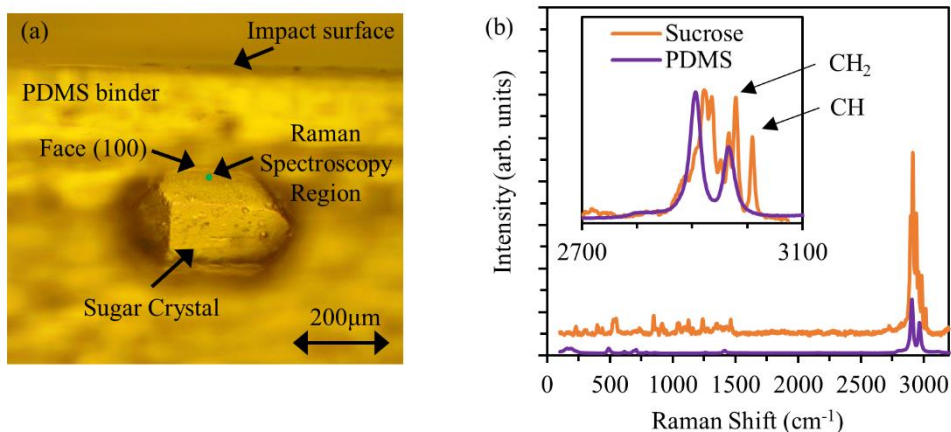 (a)
Impact surface
PDMS binder
Face (100)
Raman
Spectroscopy
Region
Sugar Crystal
200μm
(b)
Sucrose
PDMS
CH₂
CH
2700
3100
Intensity (arb. units)
0
500
1000
1500
2000
2500
3000
Raman Shift (cm⁻¹)